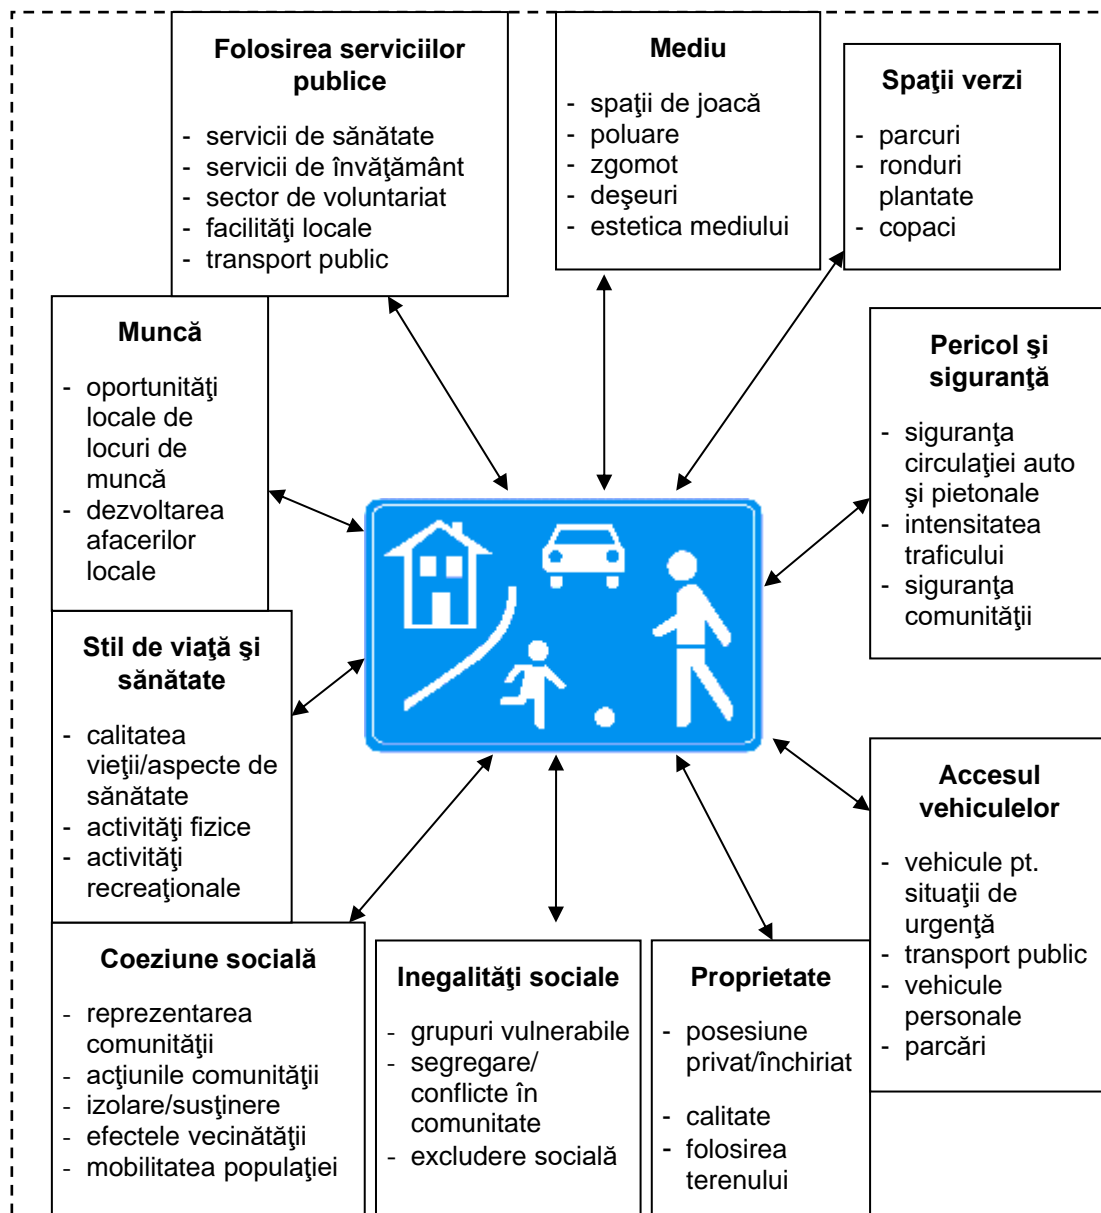 Folosirea serviciilor
publice
- servicii de sănătate
- servicii de învăţământ
- sector de voluntariat
- facilităţi locale
- transport public
Mediu
- spaţii de joacă
- poluare
- zgomot
- deşeuri
- estetica mediului
Spaţii verzi
- parcuri
- ronduri
plantate
- copaci
Muncă
- oportunităţi
locale de
locuri de
muncă
- dezvoltarea
afacerilor
locale
Pericol şi
siguranţă
- siguranţa
circulaţiei auto
şi pietonale
- intensitatea
traficului
- siguranţa
comunităţii
Stil de viaţă şi
sănătate
- calitatea
vieţii/aspecte de
sănătate
- activităţi fizice
- activităţi
recreaţionale
Accesul
vehiculelor
- vehicule pt.
situaţii de
urgenţă
- transport public
- vehicule
personale
- parcări
Coeziune socială
- reprezentarea
comunităţii
- acţiunile comunităţii
- izolare/susţinere
- efectele vecinătăţii
- mobilitatea populaţiei
Inegalităţi sociale
- grupuri vulnerabile
- segregare/
conflicte în
comunitate
- excludere socială
Proprietate
- posesiune
privat/închiriat
- calitate
- folosirea
terenului